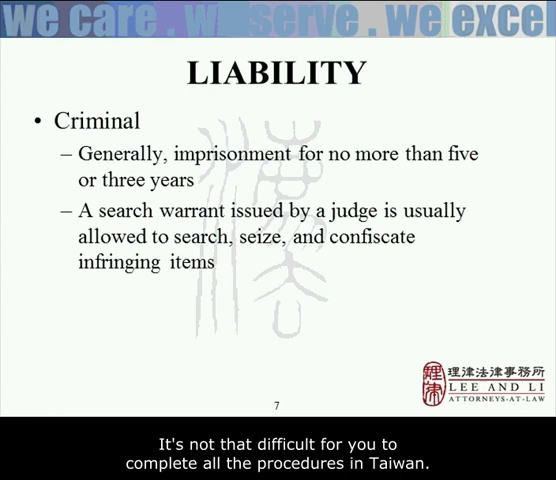 we care . we serve . we excel
LIABILITY
• Criminal
– Generally, imprisonment for no more than five
or three years
– A search warrant issued by a judge is usually
allowed to search, seize, and confiscate
infringing items
理律法律事務所
LEE AND LI
ATTORNEYS-AT-LAW
7
It's not that difficult for you to
complete all the procedures in Taiwan.